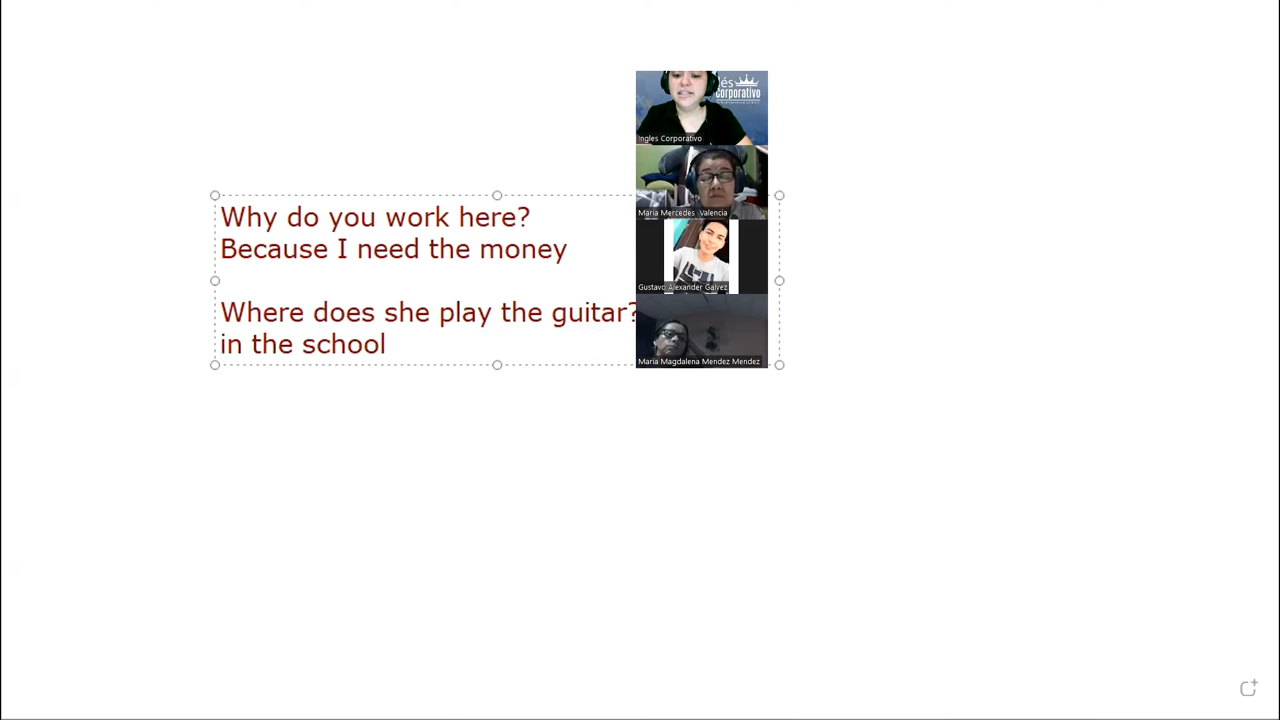 és
corporativo
Ingles Corporativo
Maria Mercedes Valencia
Why do you work here?
Because I need the money
Gustavo Alexander Galvez
Where does she play the guitar?
in the school
Maria Magdalena Mendez Mendez